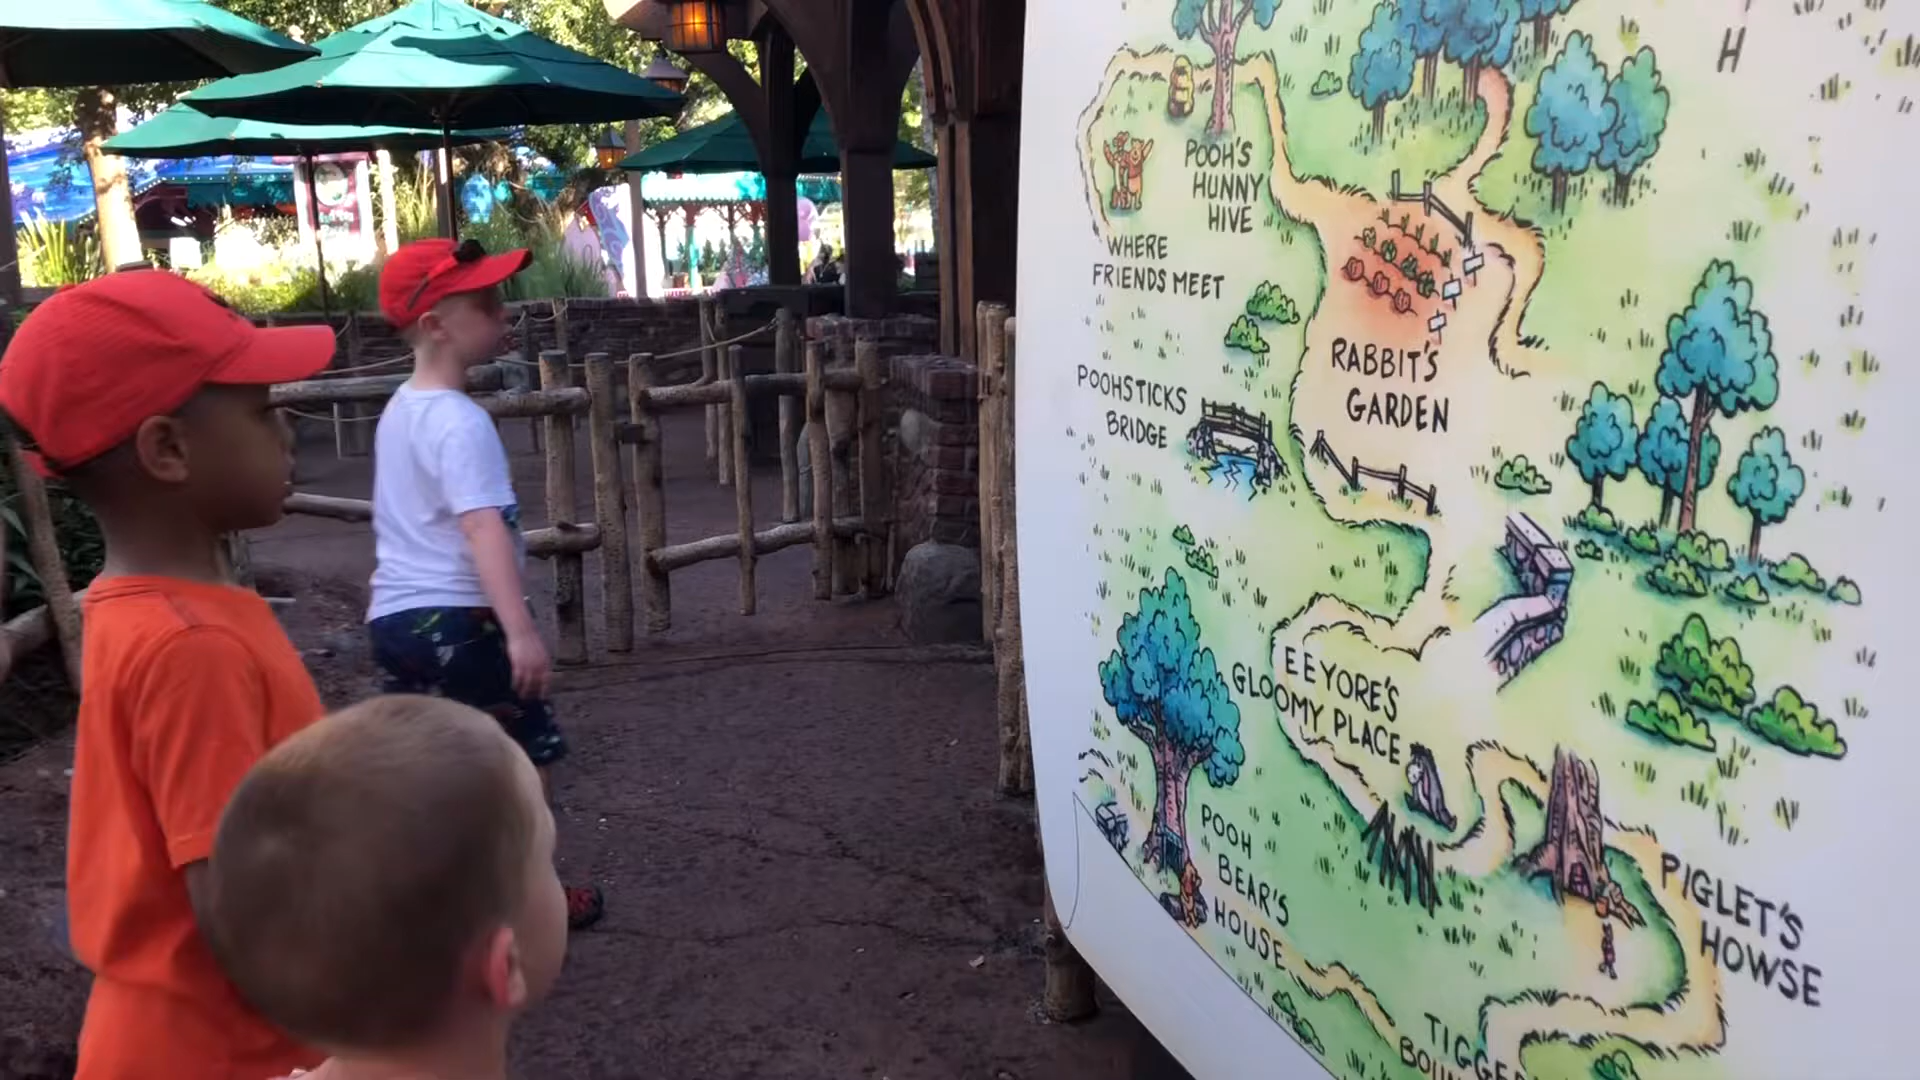 H
POOH'S
HUNNY
HIVE
WHERE
FRIENDS MEET
RABBIT'S
GARDEN
POOHSTICKS
BRIDGE
EEYORE'S
GLOOMY PLACE
POOH
BEAR'S
HOUSE
PIGLET'S
HOWSE